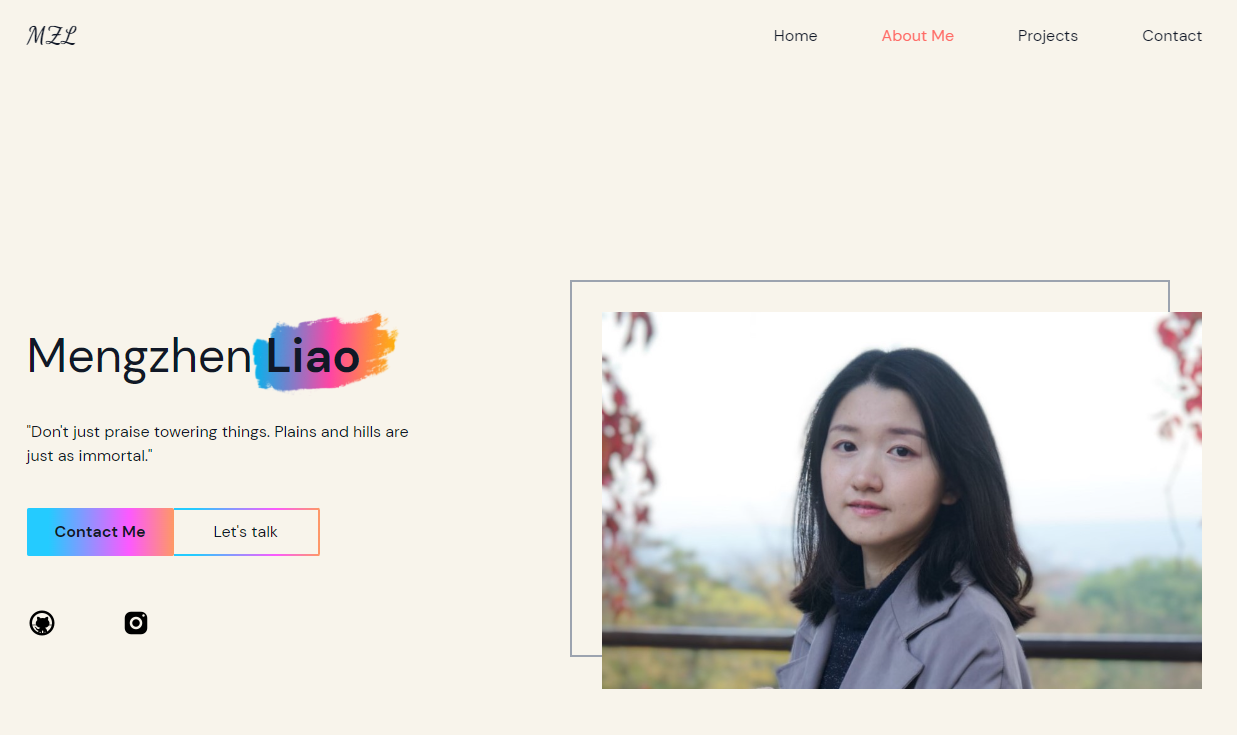 MZL
Home About Me Projects Contact
Mengzhen Liao
"Don't just praise towering things. Plains and hills are
just as immortal."
Contact Me Let's talk